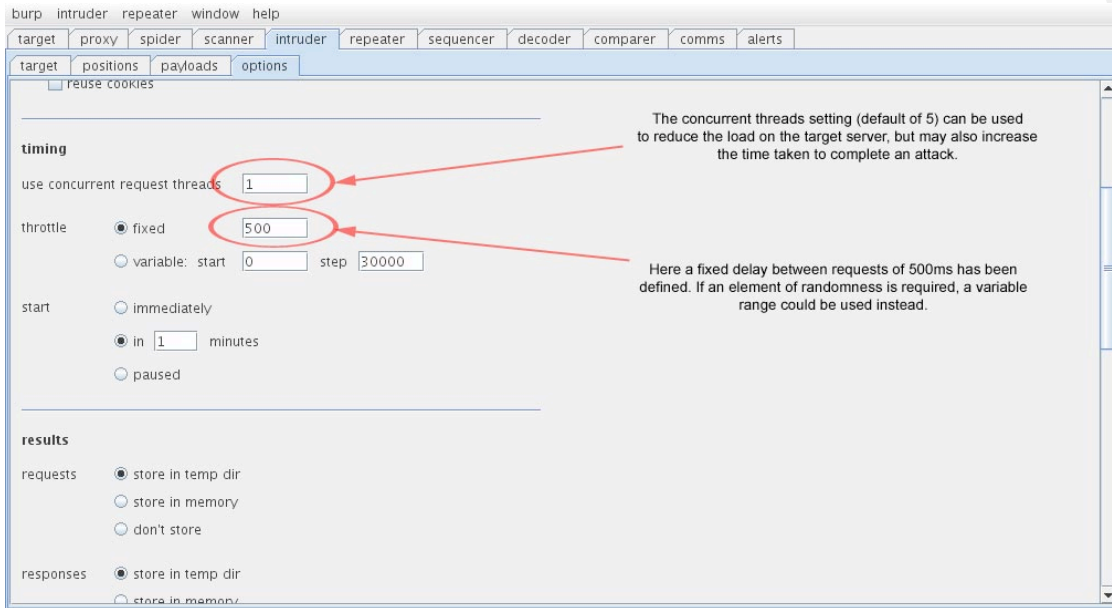 burp intruder repeater window help
target proxy spider scanner intruder repeater sequencer decoder comparer comms alerts
target positions payloads options
reuse cookies
The concurrent threads setting (default of 5) can be used
to reduce the load on the target server, but may also increase
the time taken to complete an attack.
timing
use concurrent request threads 1
throttle fixed 500
variable: start 0 step 30000
Here a fixed delay between requests of 500ms has been
defined. If an element of randomness is required, a variable
range could be used instead.
start immediately
in 1 minutes
paused
results
requests store in temp dir
store in memory
don't store
responses store in temp dir
store in memory